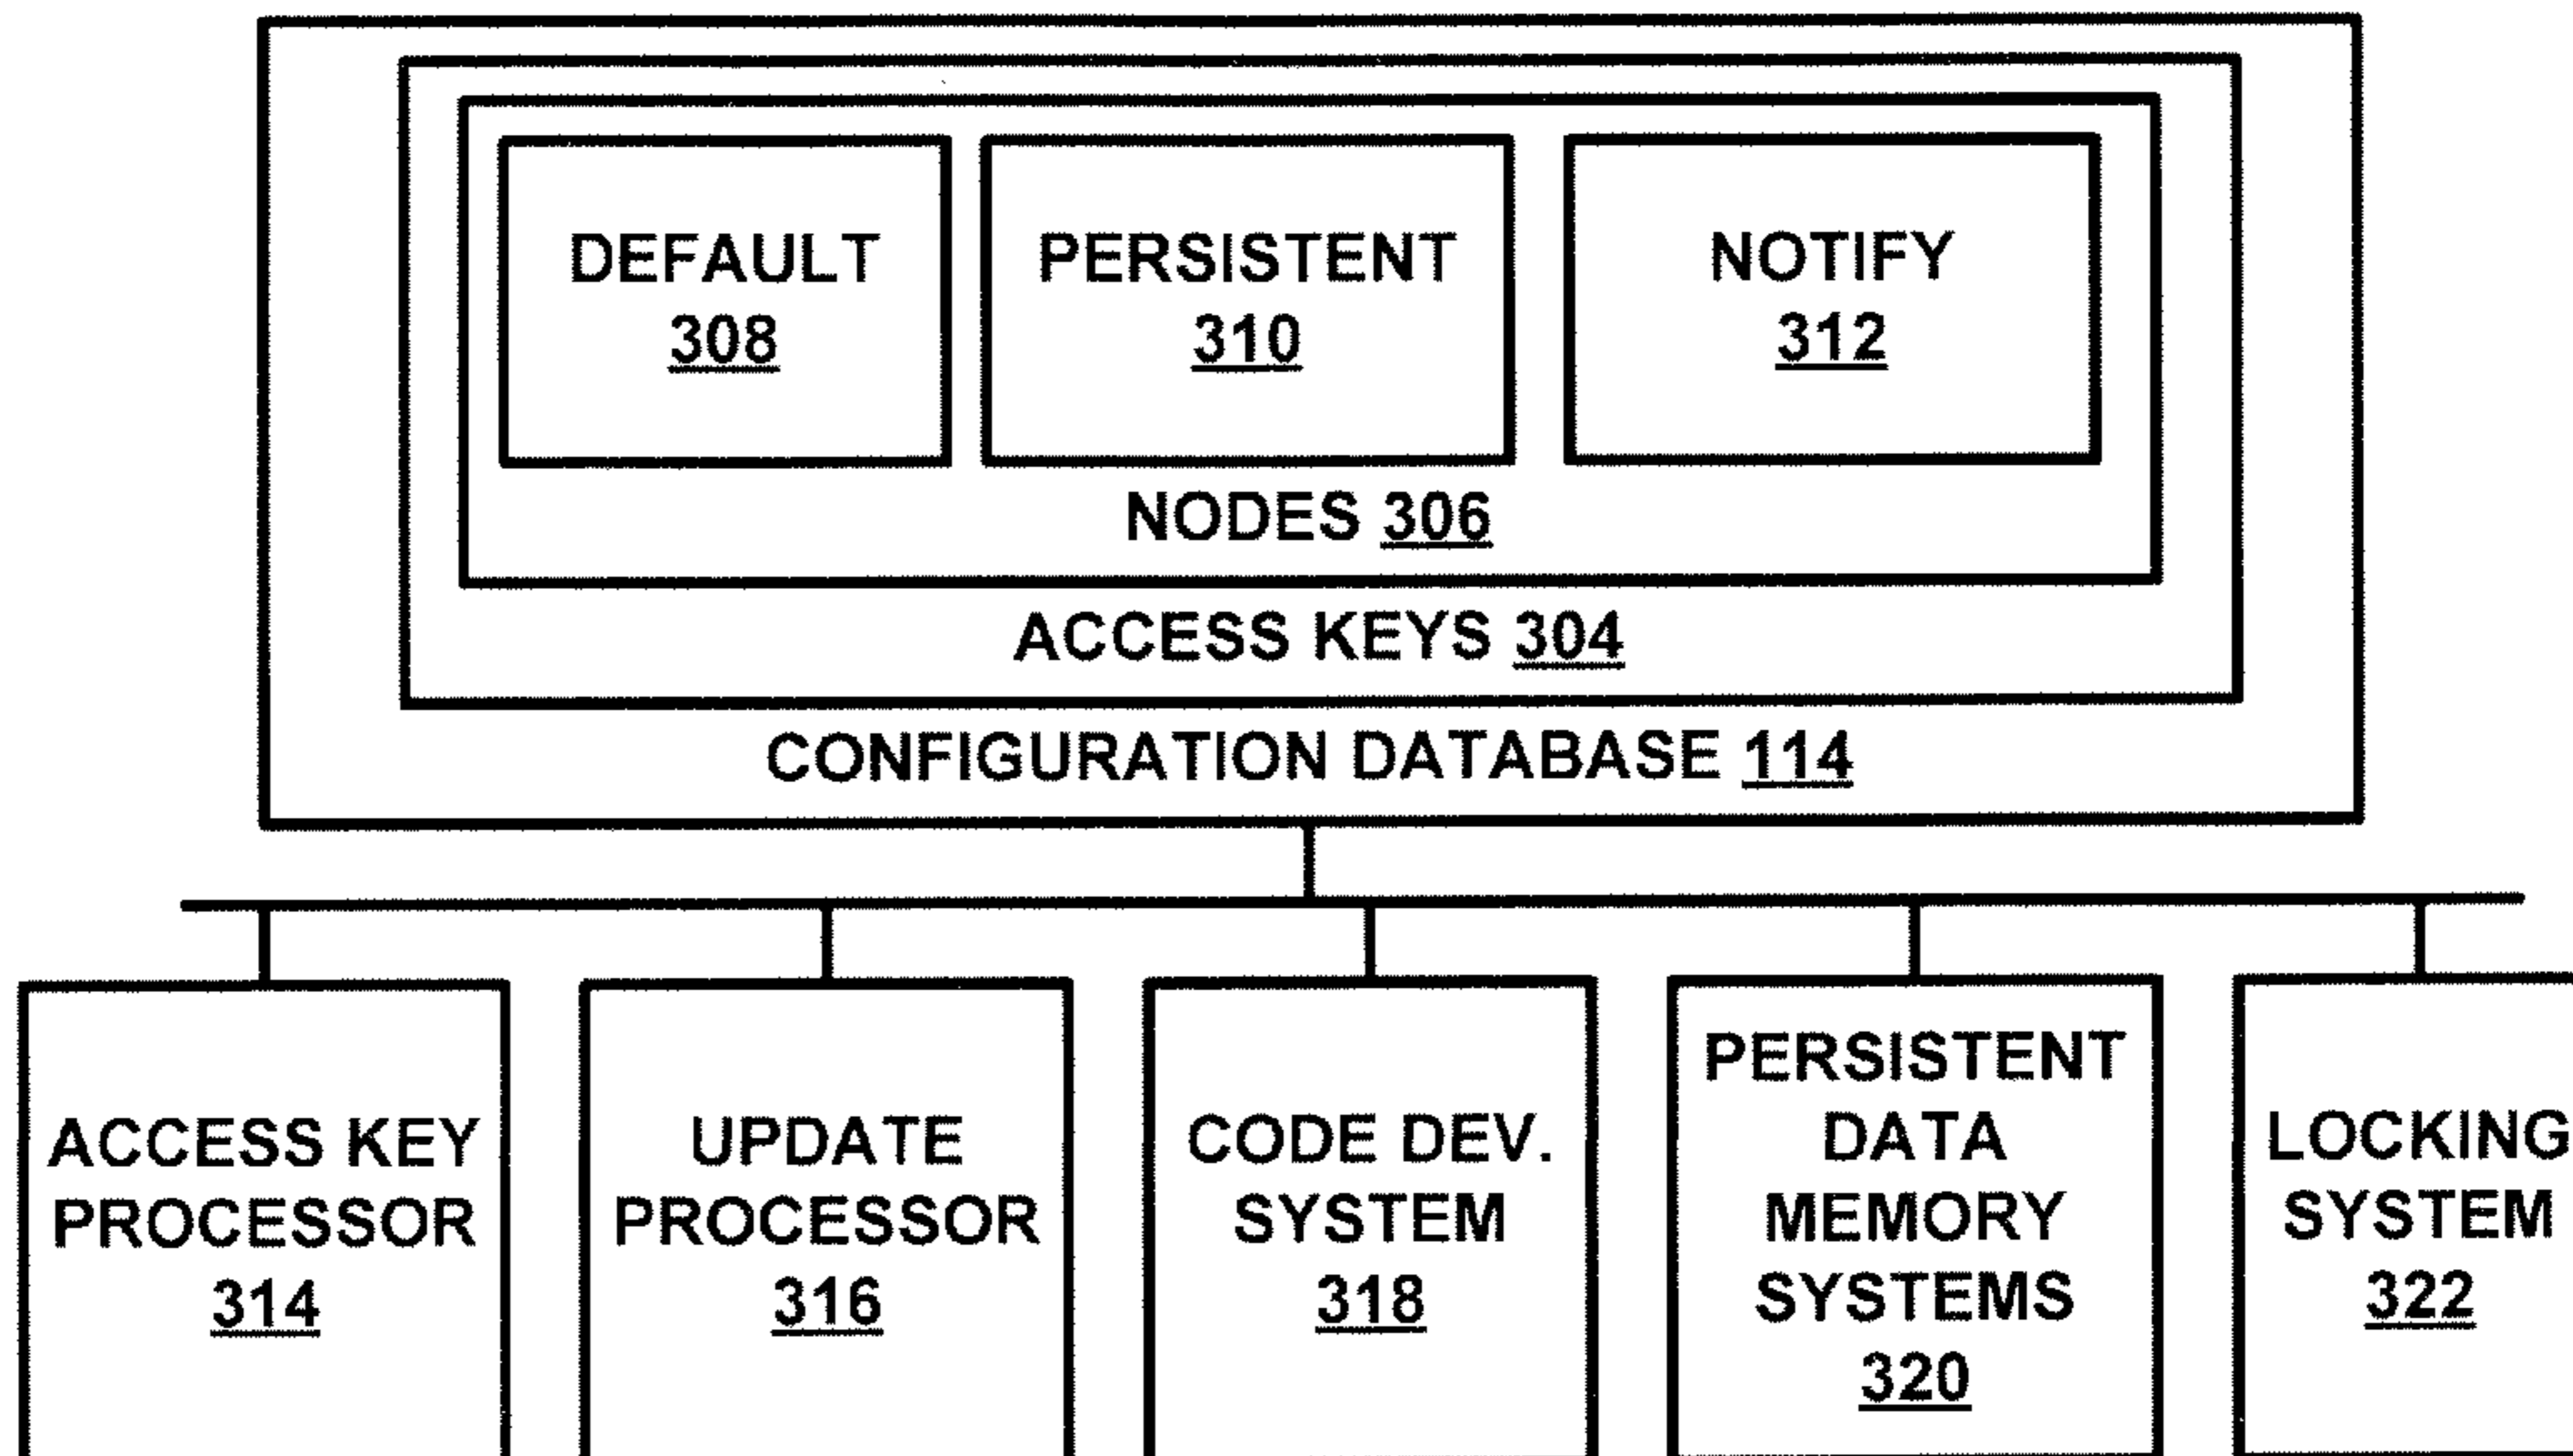 DEFAULT
308
PERSISTENT
310
NOTIFY
312
NODES 306
ACCESS KEYS 304
CONFIGURATION DATABASE 114
ACCESS KEY
PROCESSOR
314
UPDATE
PROCESSOR
316
CODE DEV.
SYSTEM
318
PERSISTENT
DATA
MEMORY
SYSTEMS
320
LOCKING
SYSTEM
322